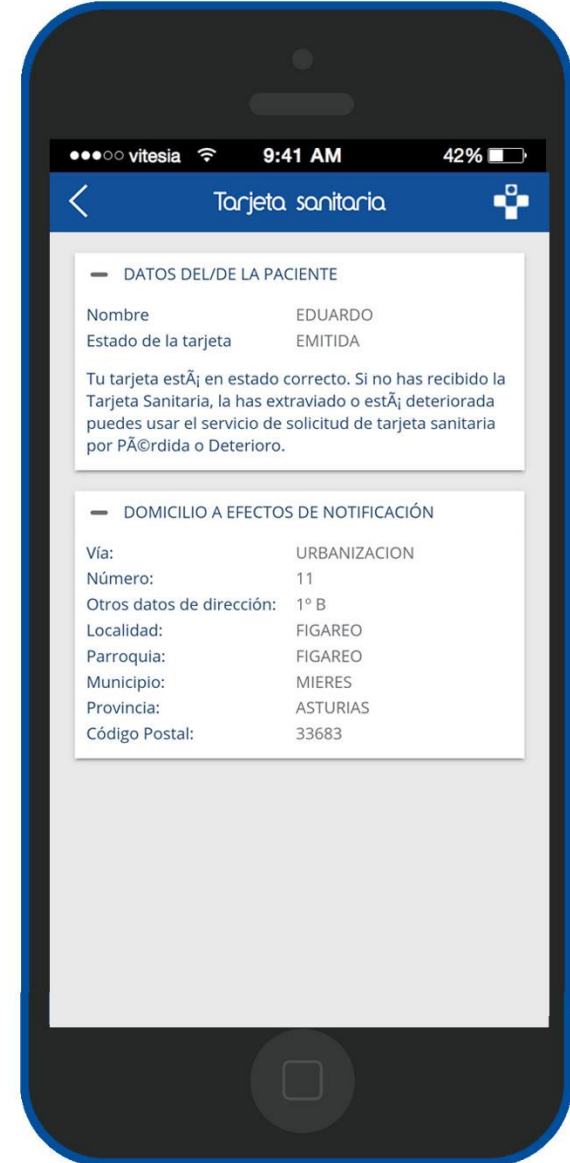 vitesia 9:41 AM 42%
Tarjeta sanitaria
DATOS DEL/DE LA PACIENTE
Nombre EDUARDO
Estado de la tarjeta EMITIDA
Tu tarjeta estÃ¡ en estado correcto. Si no has recibido la
Tarjeta Sanitaria, la has extraviado o estÃ¡ deteriorada
puedes usar el servicio de solicitud de tarjeta sanitaria
por PÃ©rdida o Deterioro.
DOMICILIO A EFECTOS DE NOTIFICACIÓN
Vía: URBANIZACION
Número: 11
Otros datos de dirección: 1º B
Localidad: FIGAREO
Parroquia: FIGAREO
Municipio: MIERES
Provincia: ASTURIAS
Código Postal: 33683